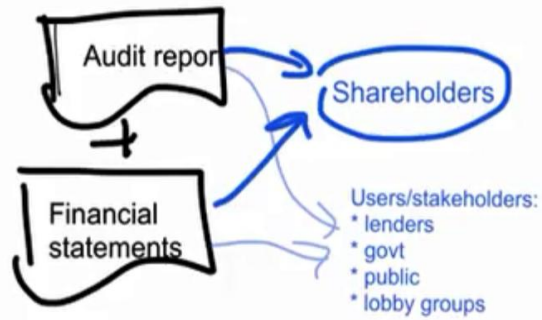 Audit repor
Shareholders
+
Financial
statements
Users/stakeholders:
* lenders
* govt
* public
* lobby groups